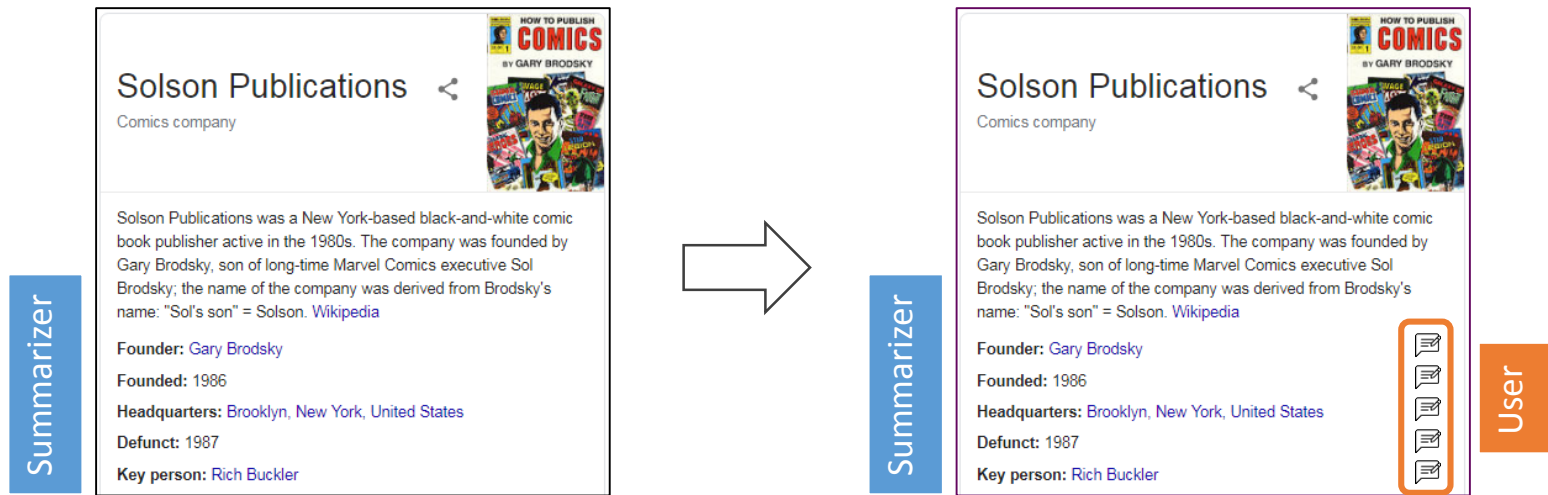 Summarizer
HOW TO PUBLISH
COMICS
BY GARY BRODSKY
Solson Publications
Comics company
Solson Publications was a New York-based black-and-white comic
book publisher active in the 1980s. The company was founded by
Gary Brodsky, son of long-time Marvel Comics executive Sol
Brodsky; the name of the company was derived from Brodsky's
name: "Sol's son" = Solson. Wikipedia
Founder: Gary Brodsky
Founded: 1986
Headquarters: Brooklyn, New York, United States
Defunct: 1987
Key person: Rich Buckler
Summarizer
HOW TO PUBLISH
COMICS
BY GARY BRODSKY
Solson Publications
Comics company
Solson Publications was a New York-based black-and-white comic
book publisher active in the 1980s. The company was founded by
Gary Brodsky, son of long-time Marvel Comics executive Sol
Brodsky; the name of the company was derived from Brodsky's
name: "Sol's son" = Solson. Wikipedia
Founder: Gary Brodsky
Founded: 1986
Headquarters: Brooklyn, New York, United States
Defunct: 1987
Key person: Rich Buckler
User